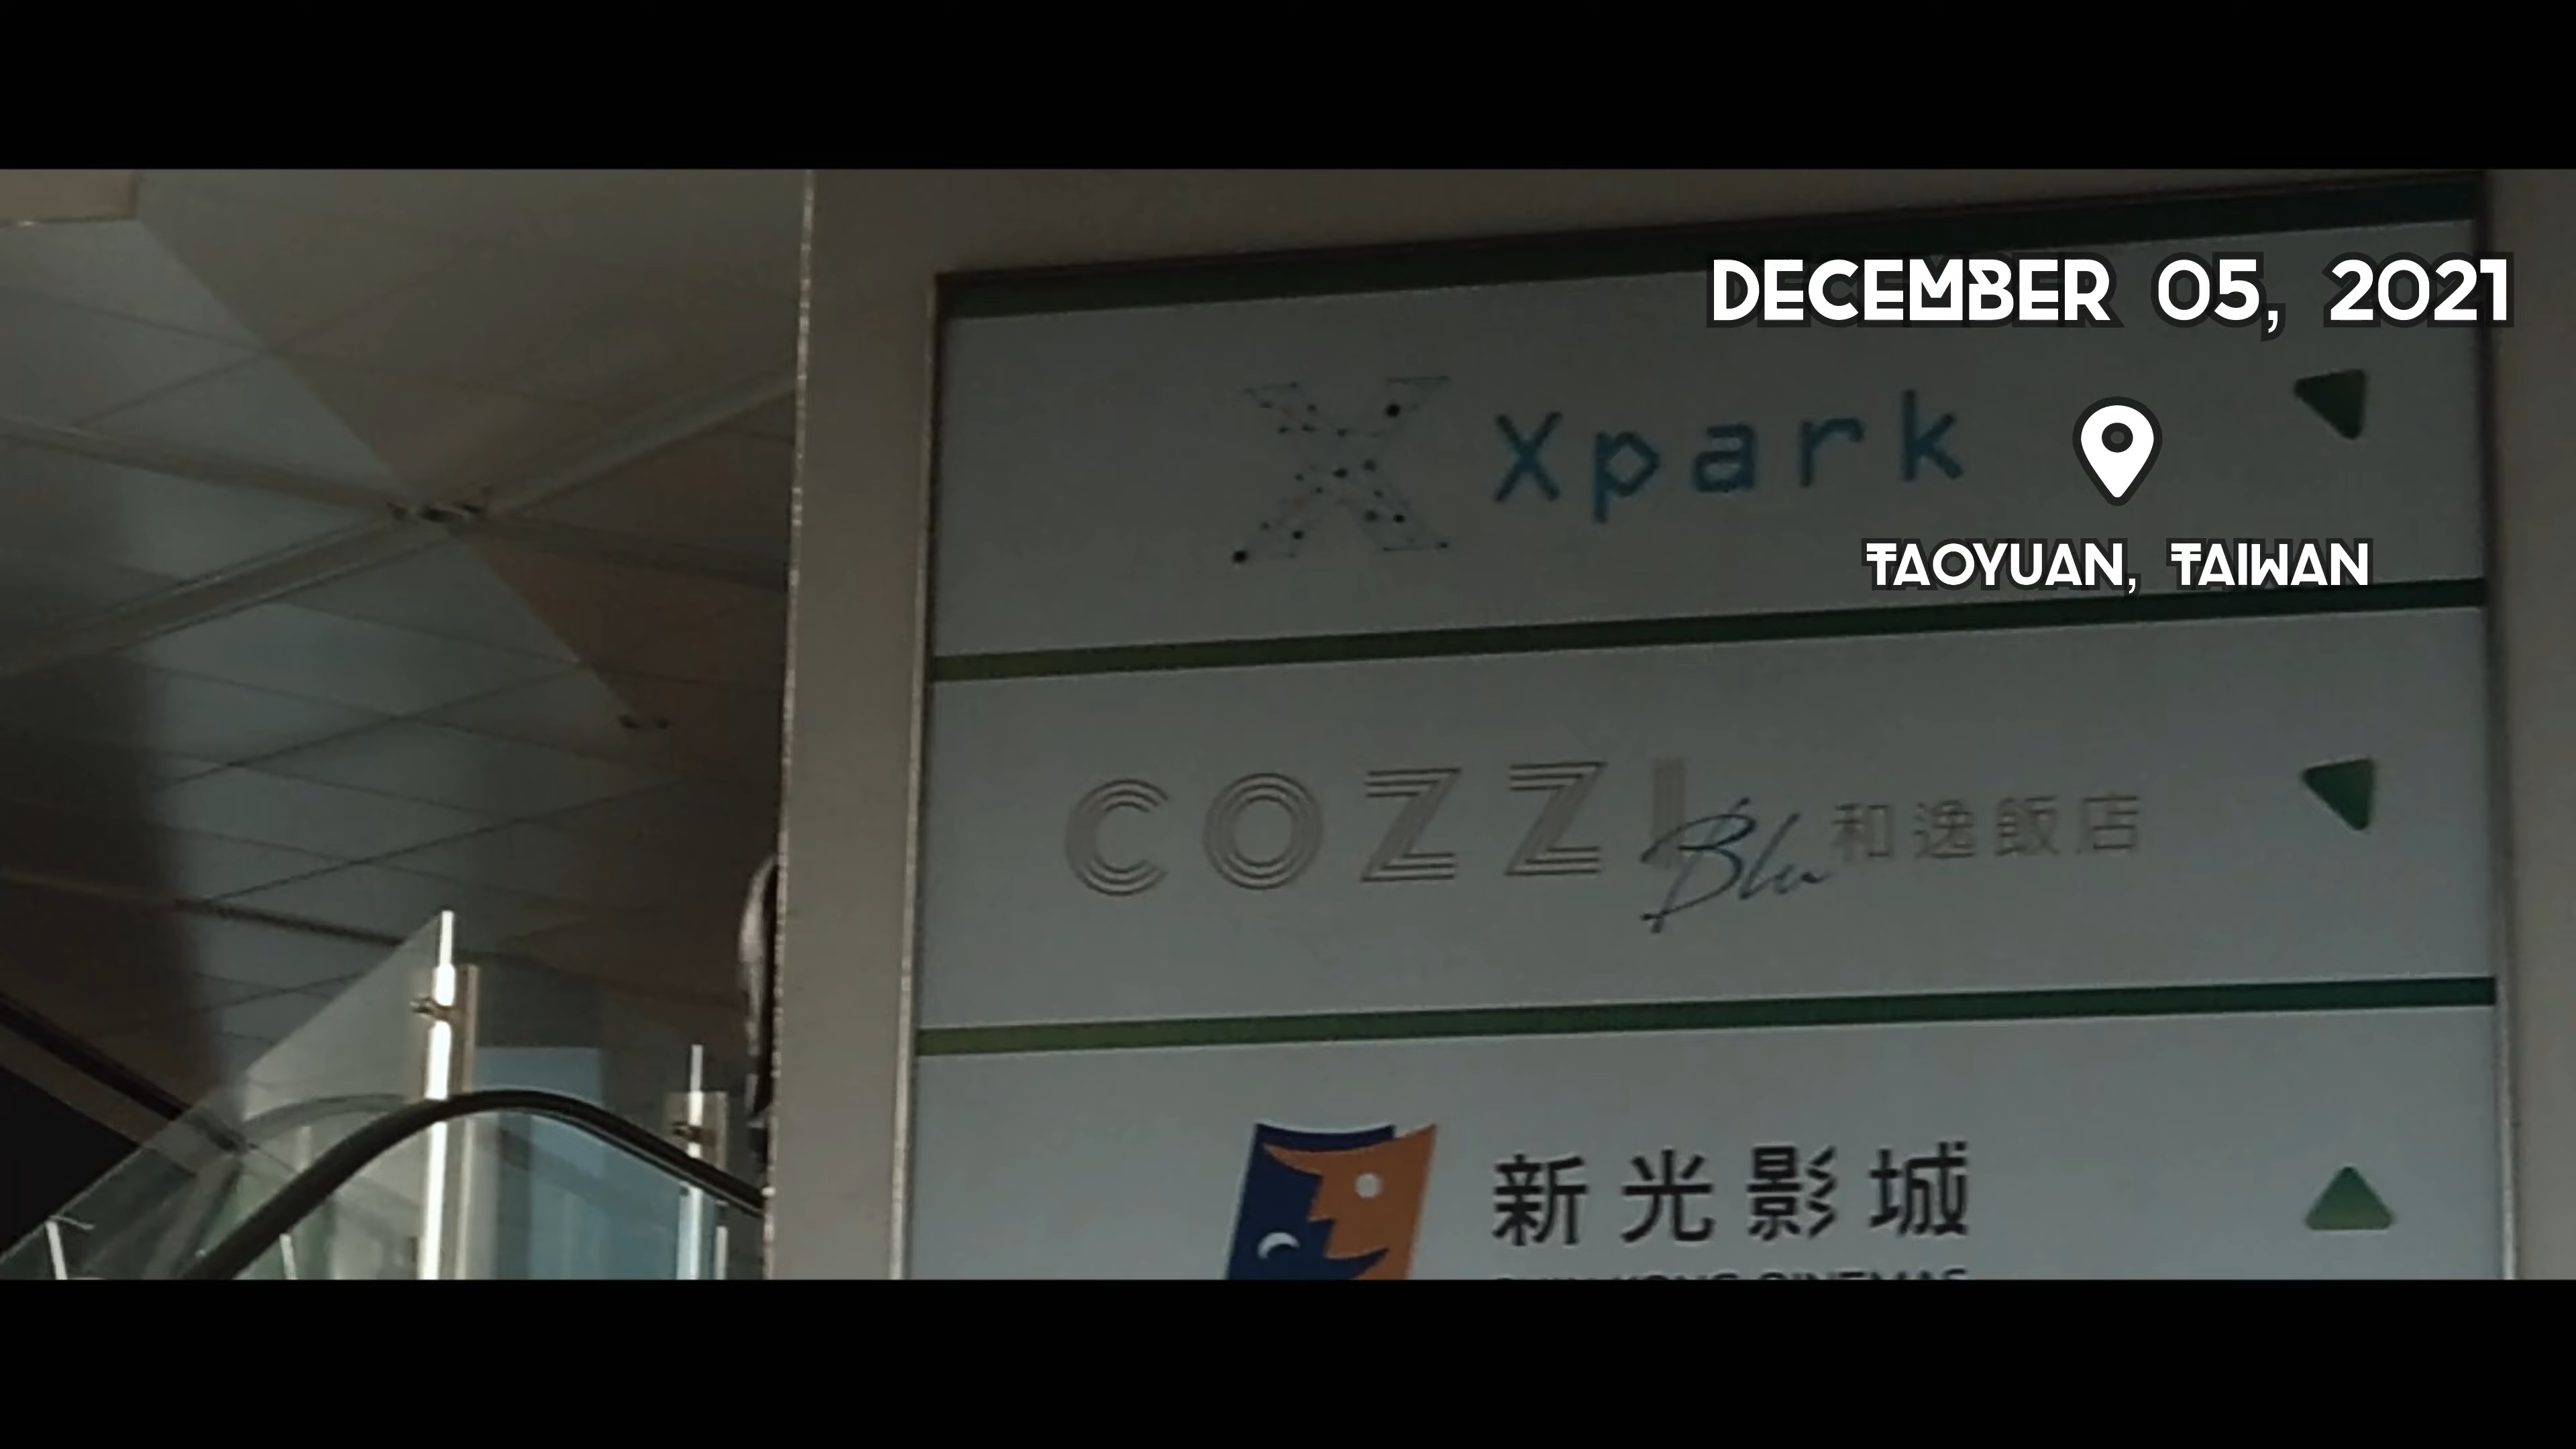 DECEMBER 05, 2021
Xpark
TAOYUAN, TAIWAN
COZZI Blu 和逸飯店
新光影城